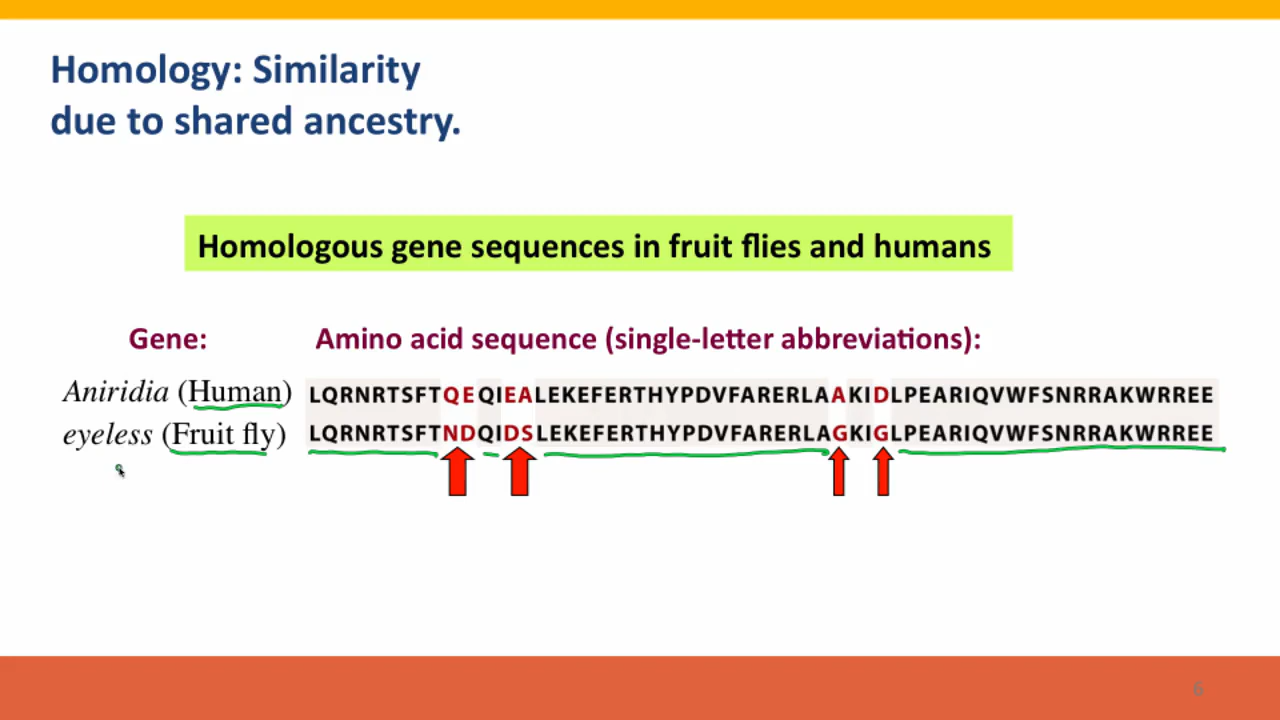 Homology: Similarity
due to shared ancestry.
Homologous gene sequences in fruit flies and humans
Gene: Amino acid sequence (single-letter abbreviations):
Aniridia (Human) LQRNRTSFTQEQIEALEKEFERTHYPDVFARERLAAKIDLPEARIQVWFSNRRAKWRREE
eyeless (Fruit fly) LQRNRTSFTNDQIDSLEKEFERTHYPDVFARERLAGKIGLPEARIQVWFSNRRAKWRREE
6